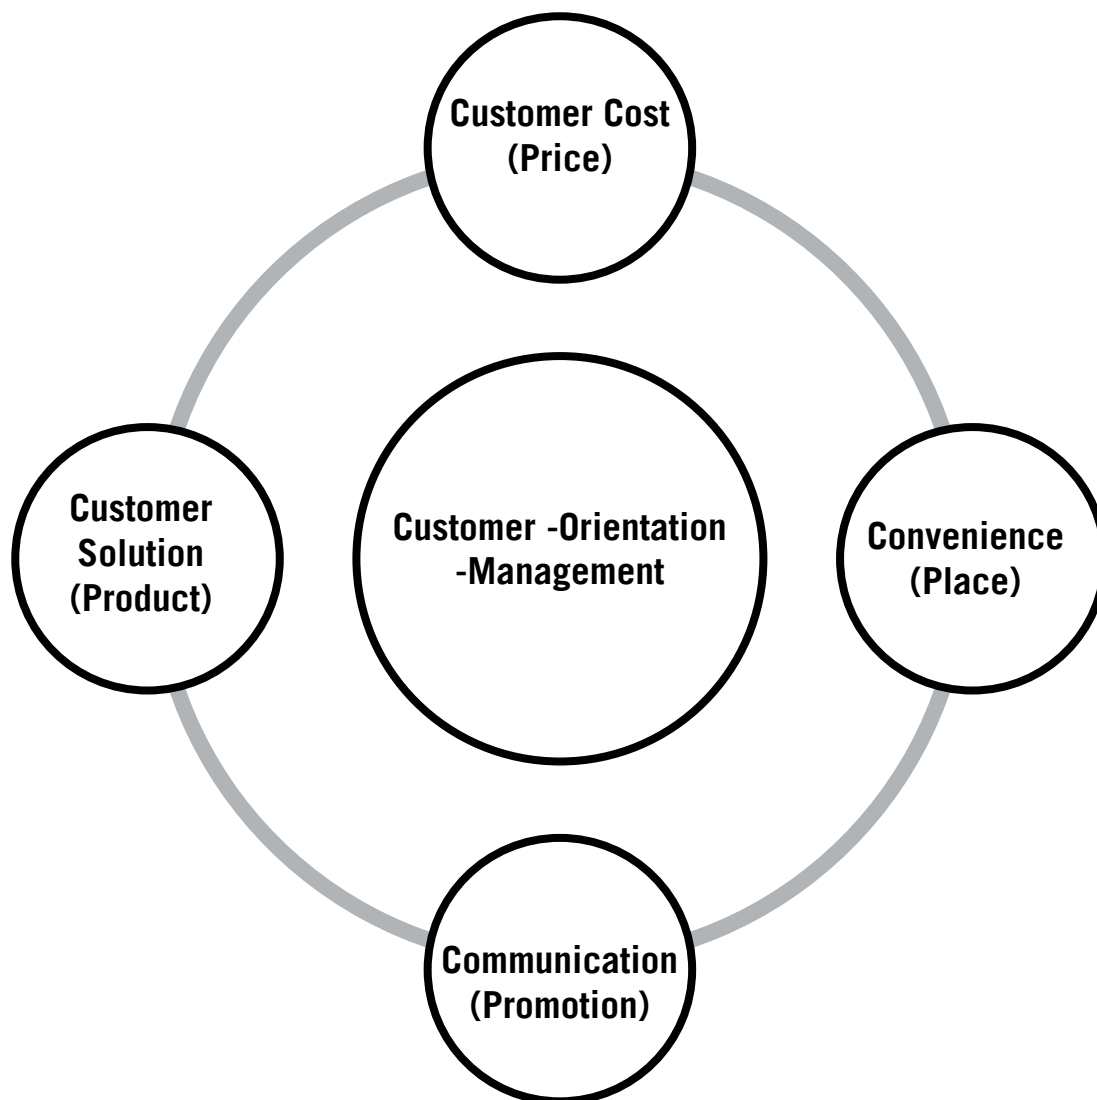 Customer Cost
(Price)
Customer
Solution
(Product)
Customer -Orientation
-Management
Convenience
(Place)
Communication
(Promotion)